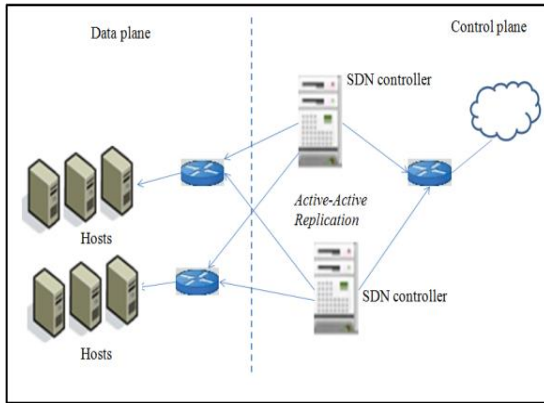 Data plane
Control plane
SDN controller
Active-Active
Replication
Hosts
SDN controller
Hosts